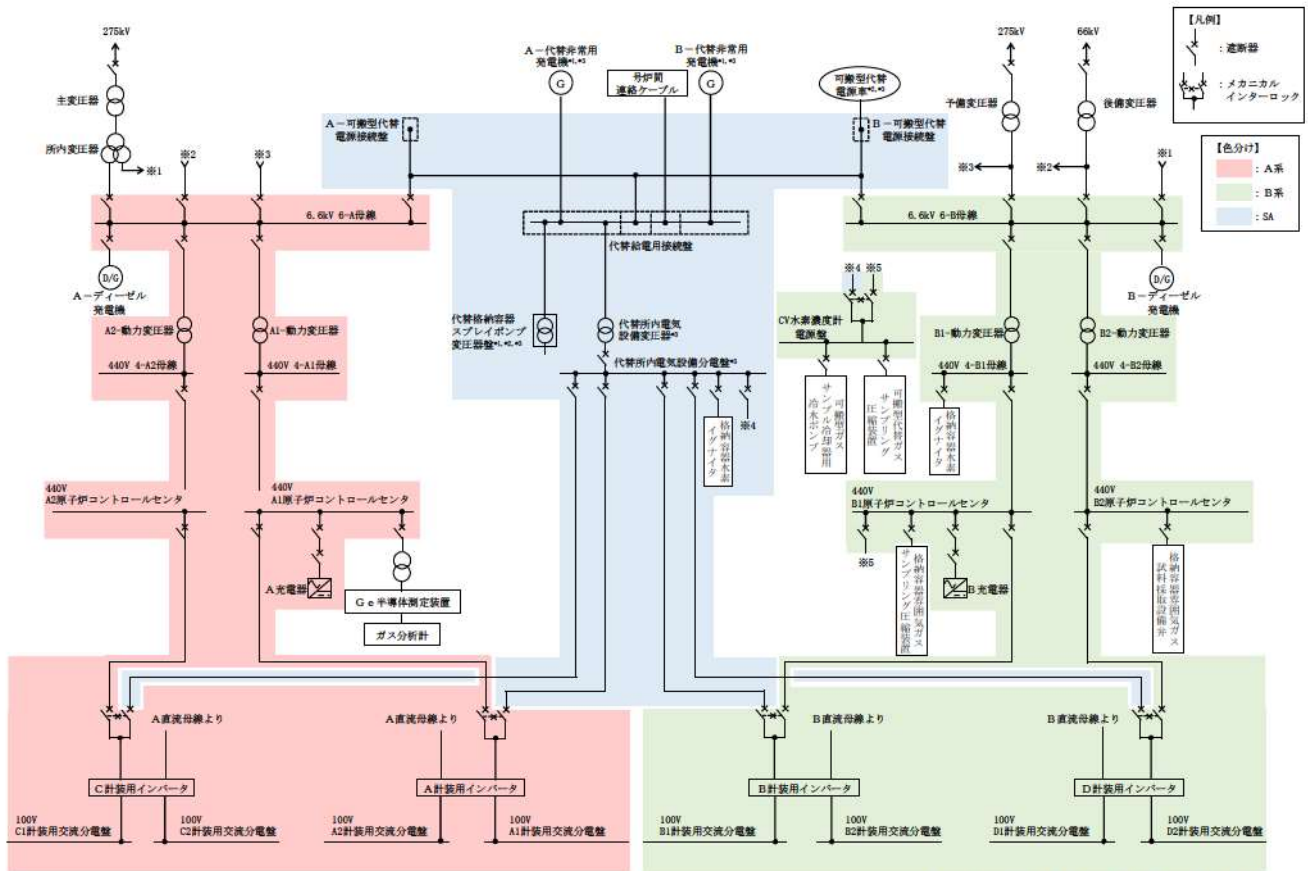 275kV
主変圧器
所内変圧器
※1
※2
※3
A-可搬型代替
電源接続盤
A-代替非常用
発電機*1,*3
G
号炉間
連絡ケーブル
B-代替非常用
発電機*1,*3
G
可搬型代替
電源車*2,*3
B-可搬型代替
電源接続盤
275kV
予備変圧器
※3
66kV
後備変圧器
※2
※1
【凡例】
:遮断器
:メカニカル
インターロック
【色分け】
:A系
:B系
:SA
6.6kV 6-A母線
D/G
A-ディーゼル
発電機
代替給電用接続盤
6.6kV 6-B母線
D/G
B-ディーゼル
発電機
A2-動力変圧器
A1-動力変圧器
440V 4-A2母線
440V 4-A1母線
代替格納容器
スプレイポンプ
変圧器盤*1,*2,*3
代替所内電気
設備変圧器*3
代替所内電気設備分電盤*3
格納容器水素
イグナイタ
※4
※4
※5
CV水素濃度計
電源盤
可搬型ガス
サンプル冷却器用
冷却ポンプ
可搬型代替ガス
サンプリング
圧縮装置
B1-動力変圧器
B2-動力変圧器
440V 4-B1母線
440V 4-B2母線
格納容器水素
イグナイタ
440V
A2原子炉コントロールセンタ
440V
A1原子炉コントロールセンタ
A充電器
Ge半導体測定装置
ガス分析計
440V
B1原子炉コントロールセンタ
※5
格納容器雰囲気ガス
サンプリング圧縮装置
B充電器
440V
B2原子炉コントロールセンタ
格納容器雰囲気ガス
試料採取設備弁
A直流母線より
A直流母線より
B直流母線より
B直流母線より
C計装用インバータ
A計装用インバータ
B計装用インバータ
D計装用インバータ
100V
C1計装用交流分電盤
100V
C2計装用交流分電盤
100V
A2計装用交流分電盤
100V
A1計装用交流分電盤
100V
B1計装用交流分電盤
100V
B2計装用交流分電盤
100V
D1計装用交流分電盤
100V
D2計装用交流分電盤